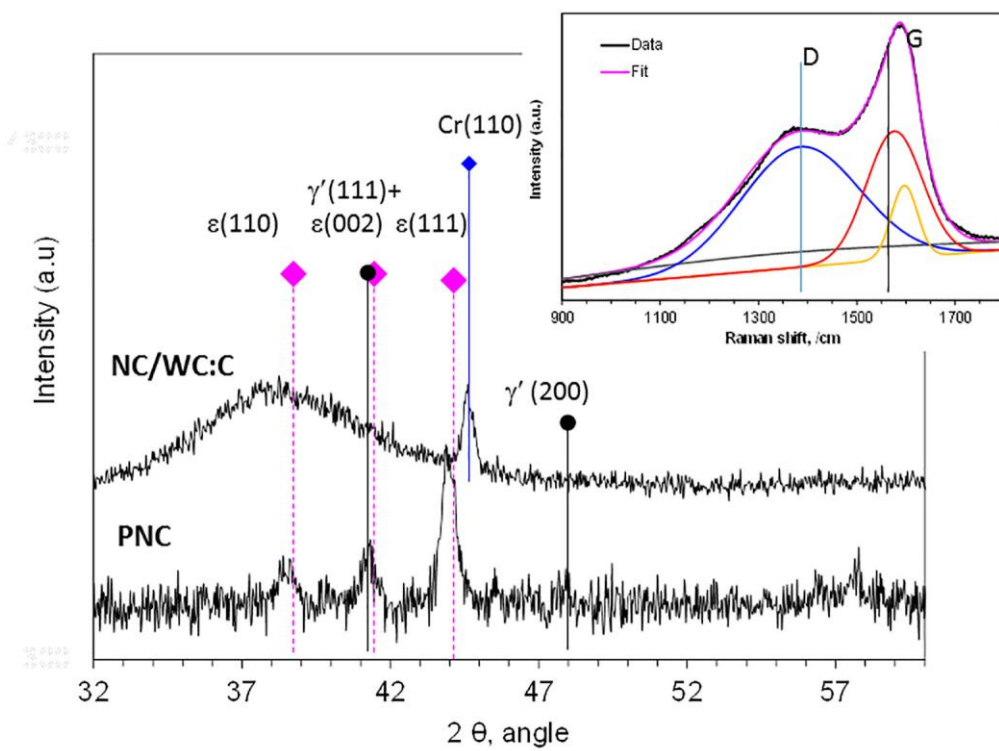 Intensity (a.u.)
Data
Fit
D
G
900 1100 1300 1500 1700
Raman shift, /cm
Cr(110)
γ′(111)+
ε(110) ε(002) ε(111)
Intensity (a.u)
NC/WC:C
γ′ (200)
PNC
32 37 42 47 52 57
2 θ, angle